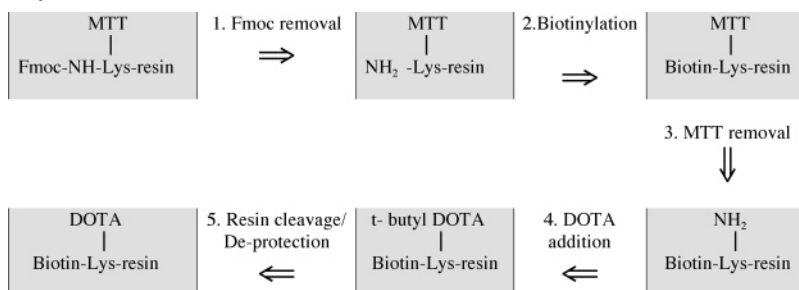 MTT
Fmoc-NH-Lys-resin
1. Fmoc removal
MTT
NH₂ -Lys-resin
2.Biotinylation
MTT
Biotin-Lys-resin
3. MTT removal
NH₂
Biotin-Lys-resin
4. DOTA
addition
t- butyl DOTA
Biotin-Lys-resin
5. Resin cleavage/
De-protection
DOTA
Biotin-Lys-resin